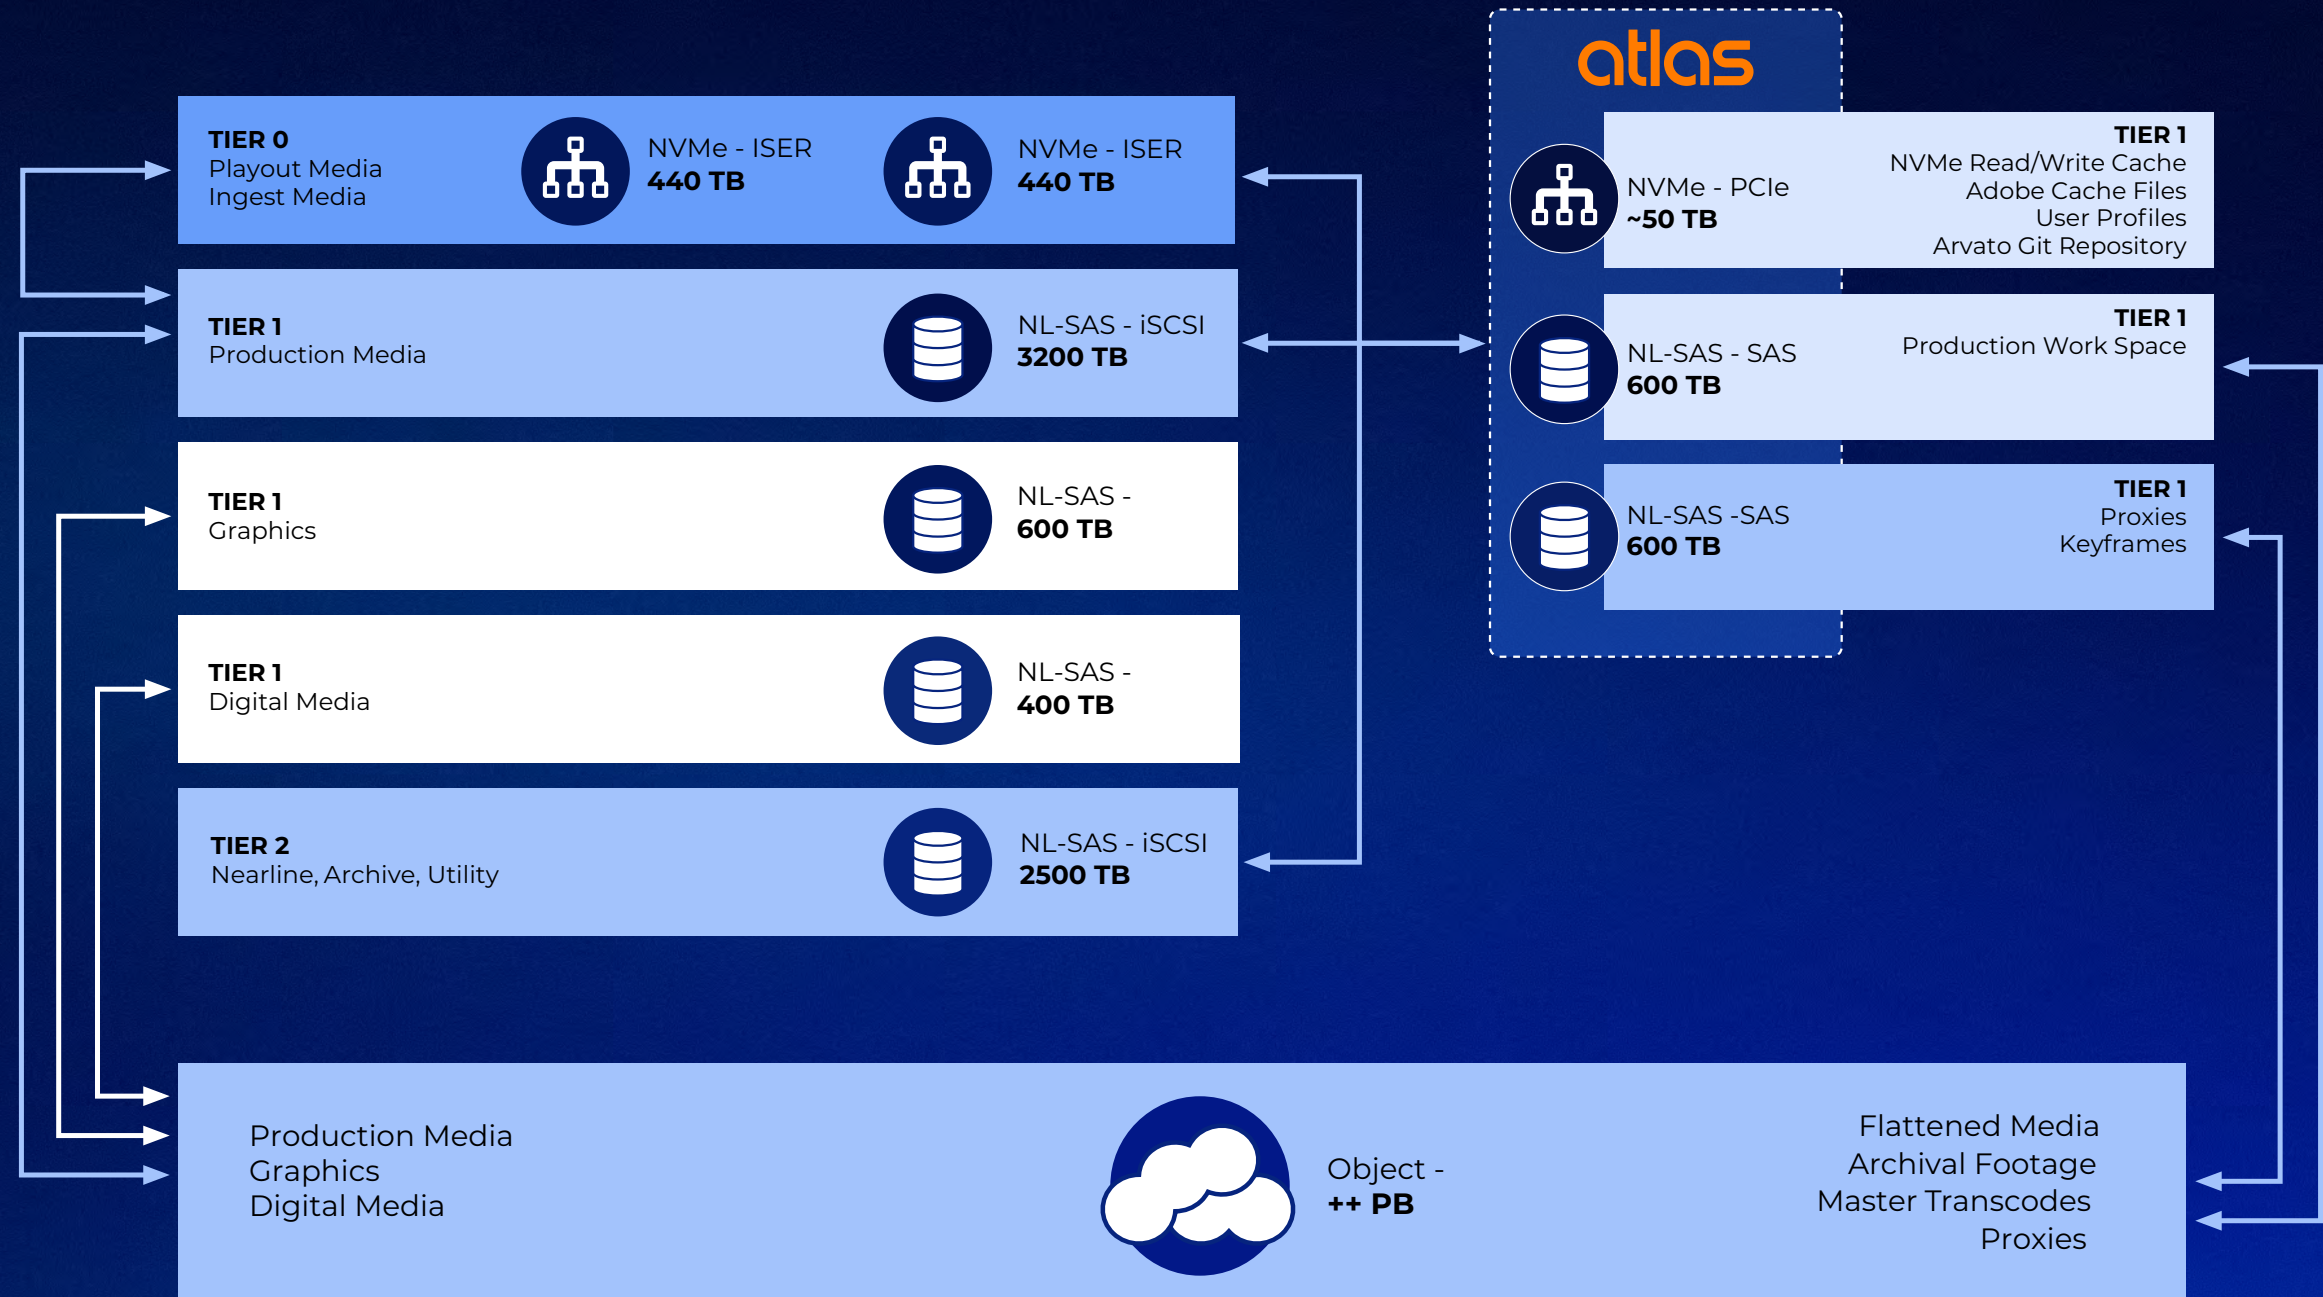 atlas
TIER 0
Playout Media
Ingest Media
NVMe - ISER
440 TB
NVMe - ISER
440 TB
TIER 1
Production Media
NL-SAS - iSCSI
3200 TB
TIER 1
Graphics
NL-SAS -
600 TB
TIER 1
Digital Media
NL-SAS -
400 TB
TIER 2
Nearline, Archive, Utility
NL-SAS - iSCSI
2500 TB
NVMe - PCIe
~50 TB
TIER 1
NVMe Read/Write Cache
Adobe Cache Files
User Profiles
Arvato Git Repository
NL-SAS - SAS
600 TB
TIER 1
Production Work Space
NL-SAS -SAS
600 TB
TIER 1
Proxies
Keyframes
Production Media
Graphics
Digital Media
Object -
++ PB
Flattened Media
Archival Footage
Master Transcodes
Proxies